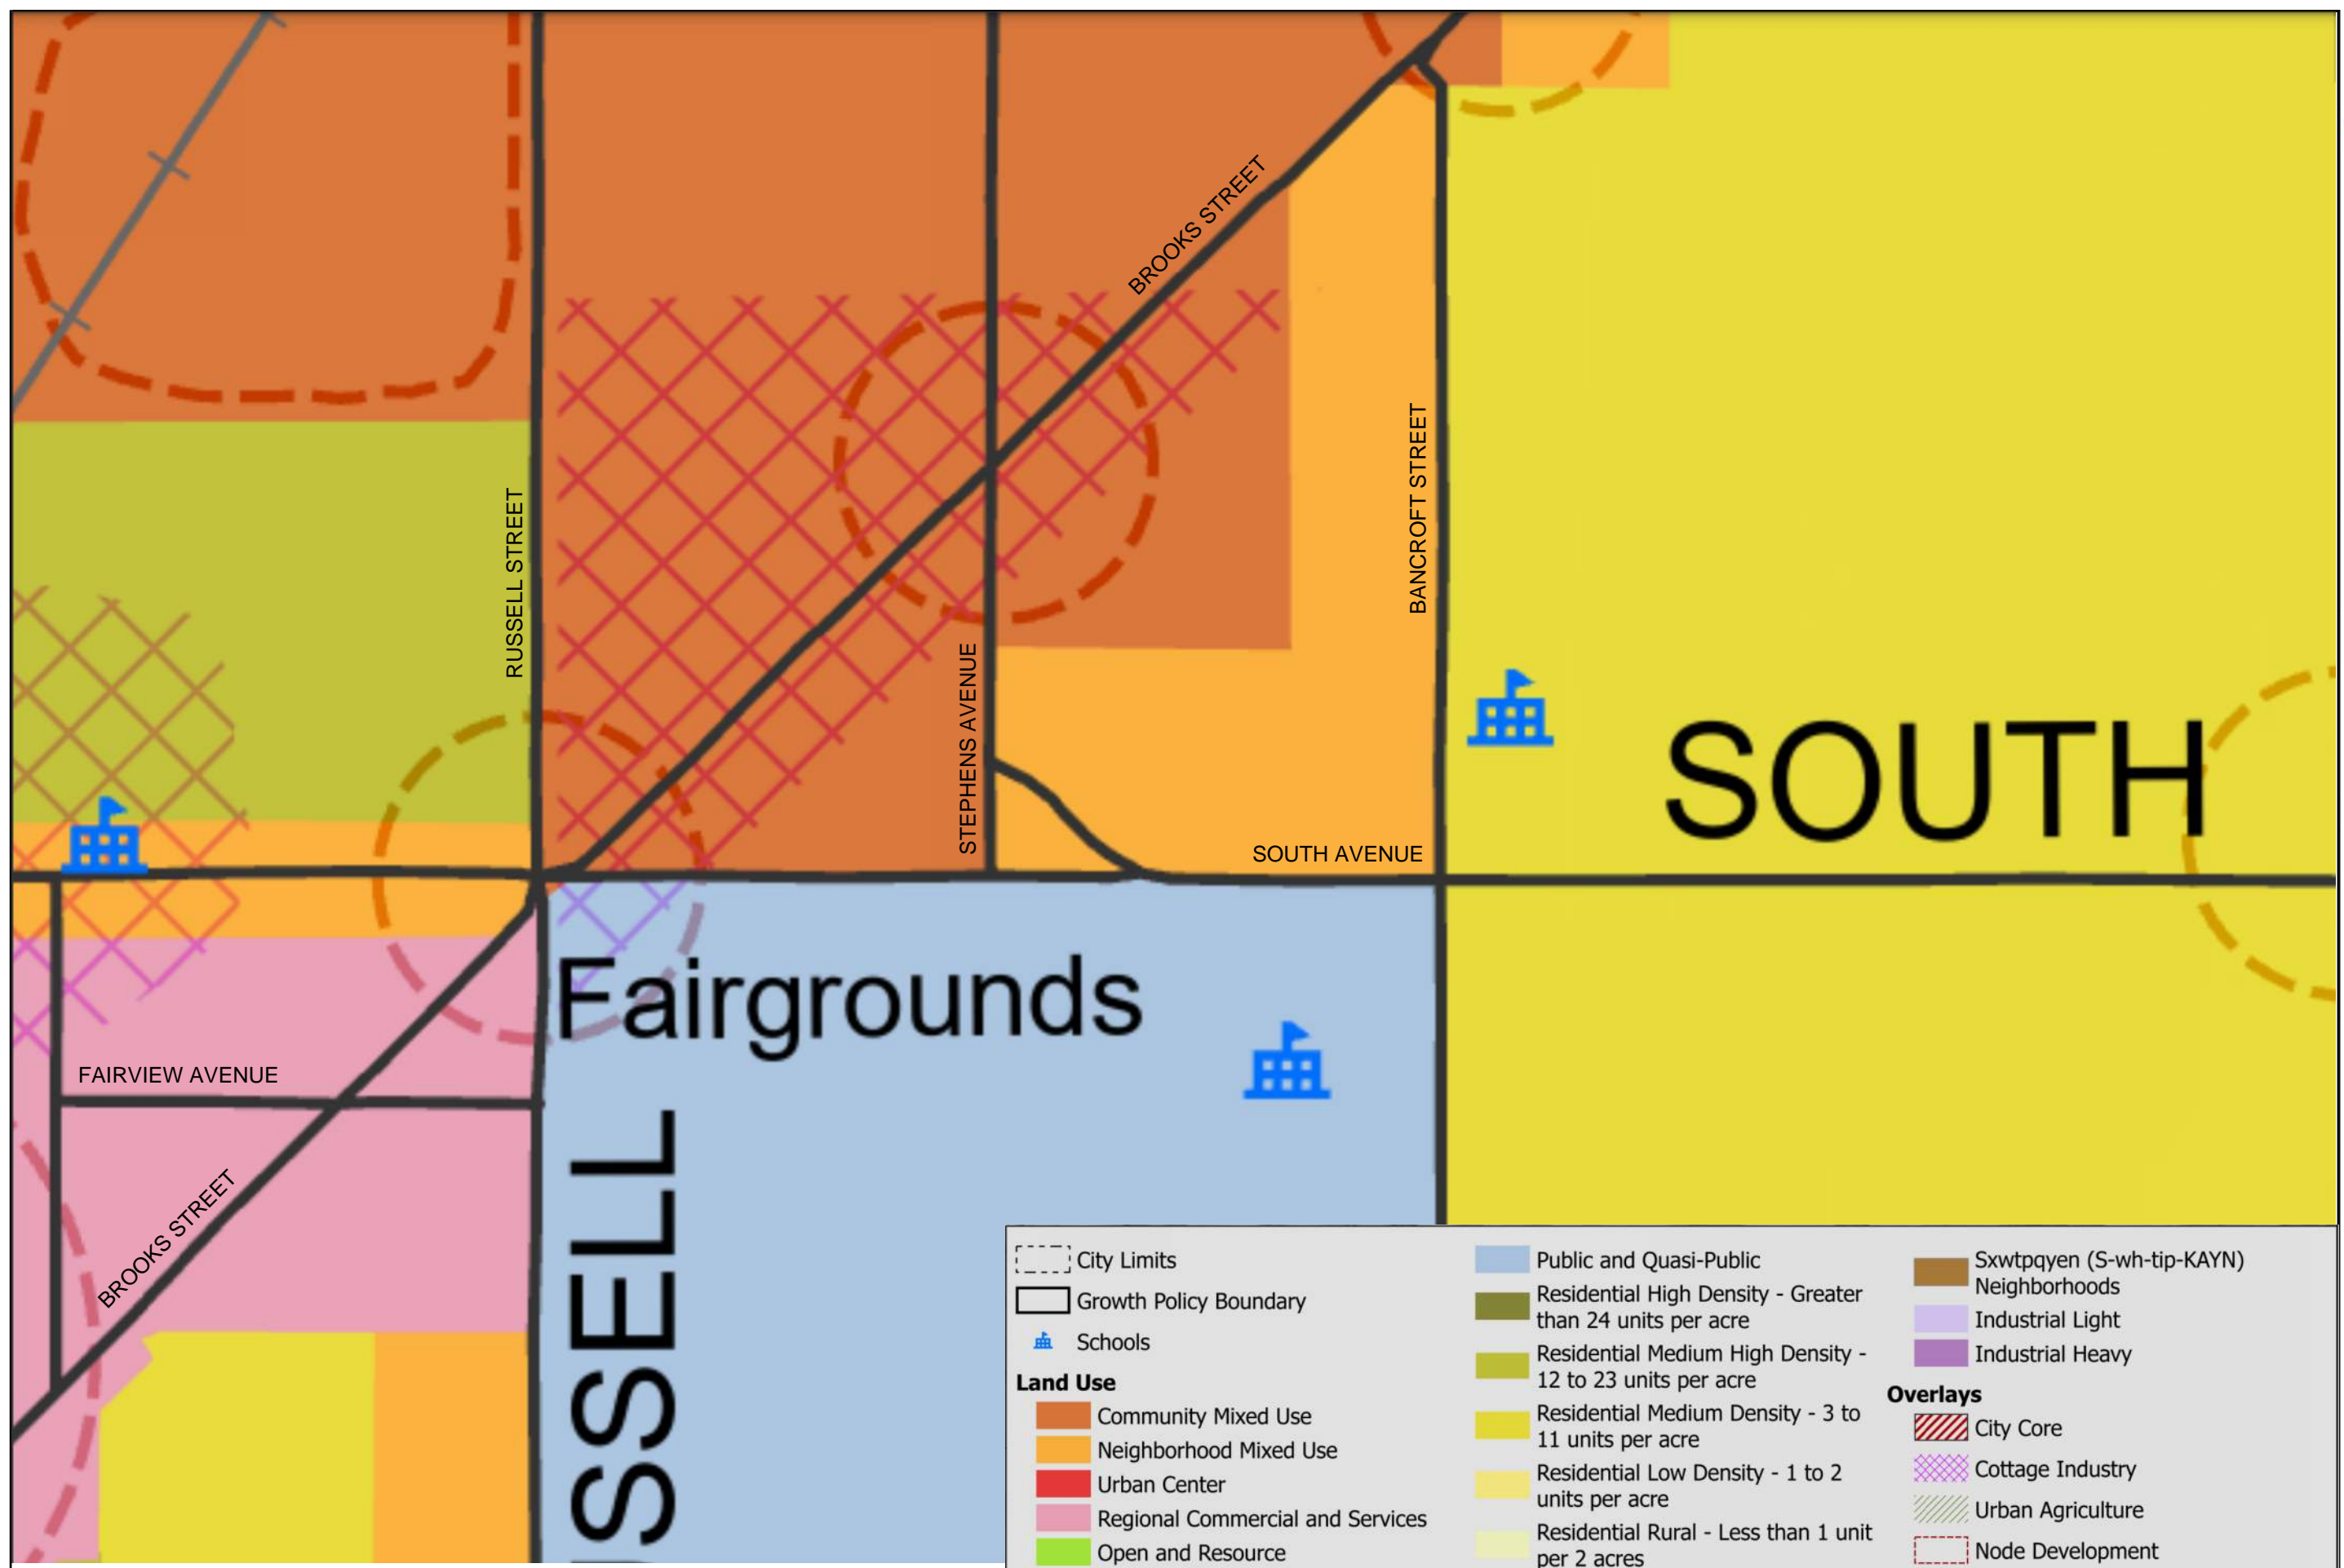 BROOKS STREET
RUSSELL STREET
BANCROFT STREET
STEPHENS AVENUE
SOUTH
SOUTH AVENUE
Fairgrounds
FAIRVIEW AVENUE
BROOKS STREET
SSELL
City Limits
Growth Policy Boundary
Schools
Land Use
Community Mixed Use
Neighborhood Mixed Use
Urban Center
Regional Commercial and Services
Open and Resource
Public and Quasi-Public
Residential High Density - Greater
than 24 units per acre
Residential Medium High Density -
12 to 23 units per acre
Residential Medium Density - 3 to
11 units per acre
Residential Low Density - 1 to 2
units per acre
Residential Rural - Less than 1 unit
per 2 acres
Sxwtpqyen (S-wh-tip-KAYN)
Neighborhoods
Industrial Light
Industrial Heavy
Overlays
City Core
Cottage Industry
Urban Agriculture
Node Development